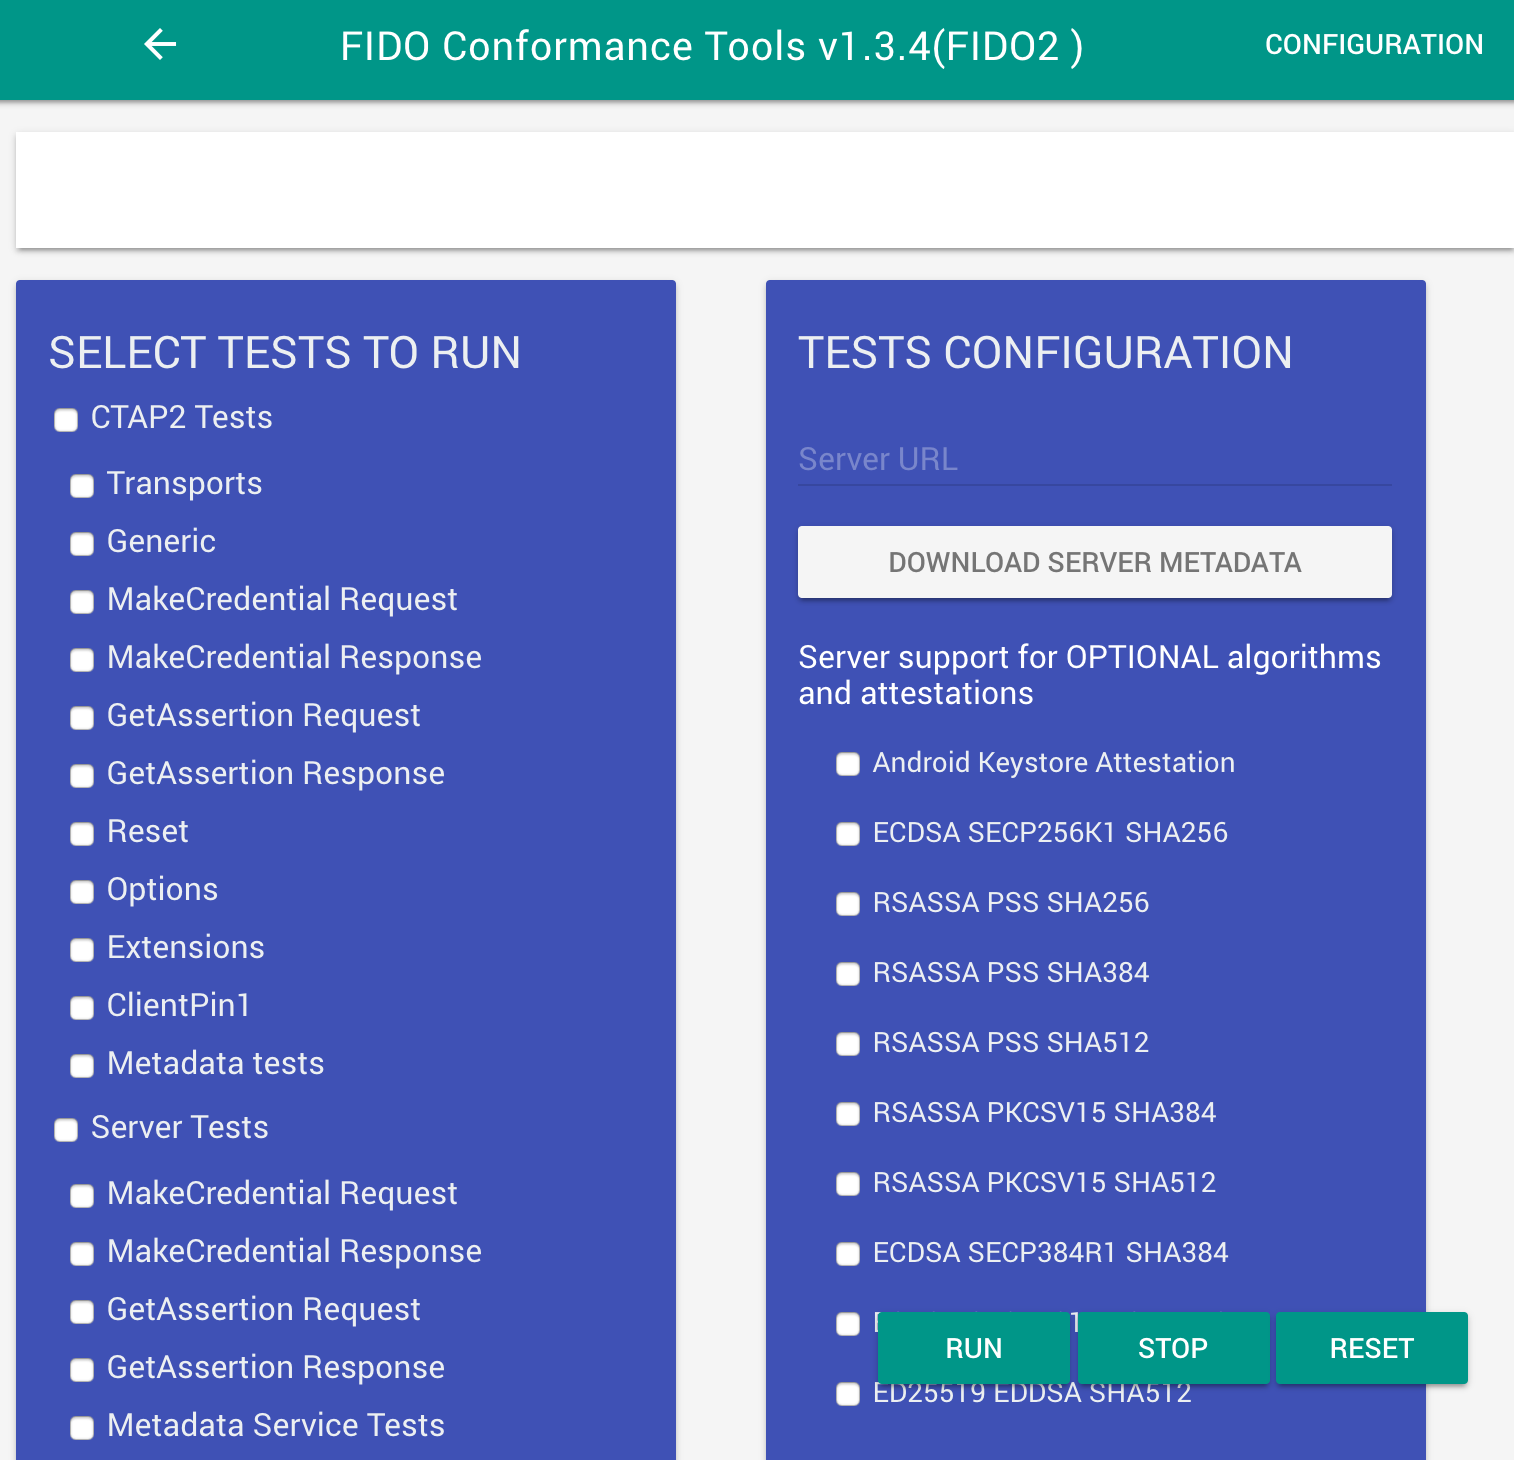 FIDO Conformance Tools v1.3.4(FIDO2 )
CONFIGURATION
SELECT TESTS TO RUN
CTAP2 Tests
Transports
Generic
MakeCredential Request
MakeCredential Response
GetAssertion Request
GetAssertion Response
Reset
Options
Extensions
ClientPin1
Metadata tests
Server Tests
MakeCredential Request
MakeCredential Response
GetAssertion Request
GetAssertion Response
Metadata Service Tests
TESTS CONFIGURATION
Server URL
DOWNLOAD SERVER METADATA
Server support for OPTIONAL algorithms
and attestations
Android Keystore Attestation
ECDSA SECP256K1 SHA256
RSASSA PSS SHA256
RSASSA PSS SHA384
RSASSA PSS SHA512
RSASSA PKCSV15 SHA384
RSASSA PKCSV15 SHA512
ECDSA SECP384R1 SHA384
RUN
STOP
RESET
ED25519 EDDSA SHA512